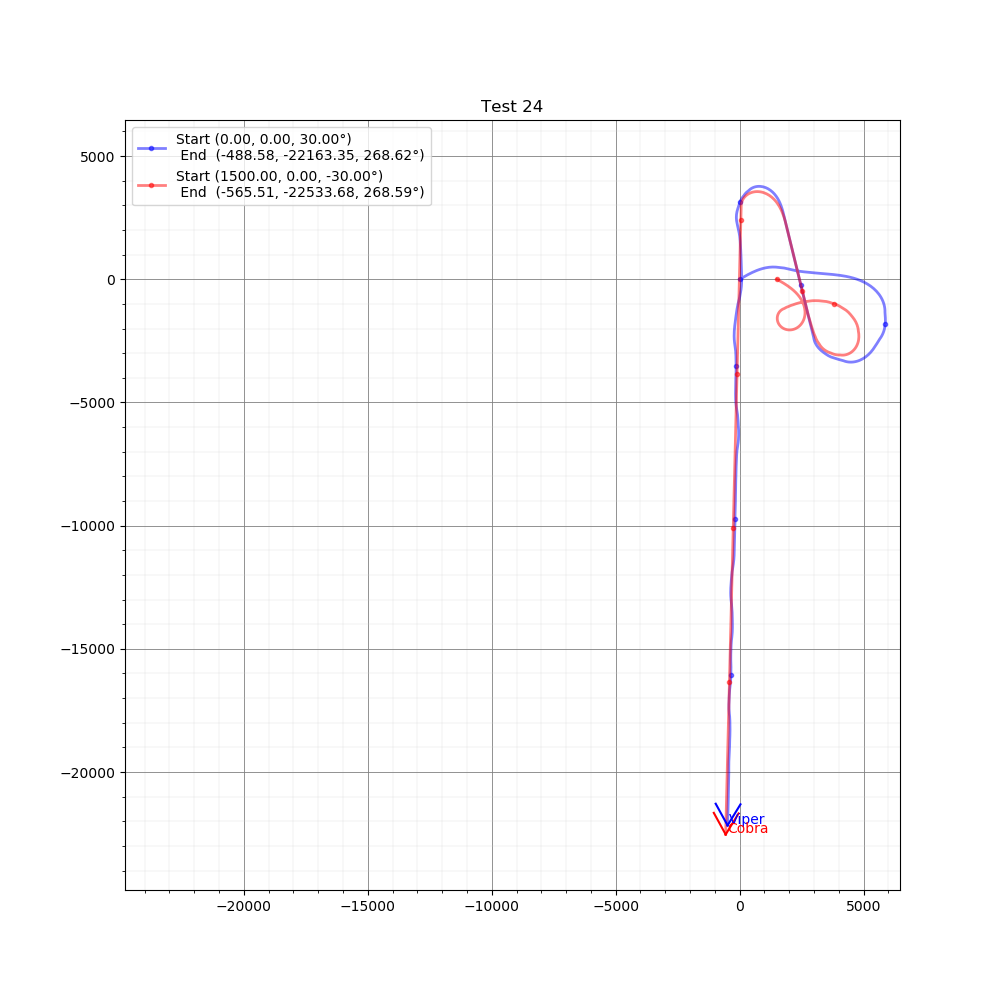 Test 24
Start (0.00, 0.00, 30.00°)
End (-488.58, -22163.35, 268.62°)
Start (1500.00, 0.00, -30.00°)
End (-565.51, -22533.68, 268.59°)
5000
0
−5000
−10000
−15000
−20000
Viper
Cobra
−20000 −15000 −10000 −5000 0 5000